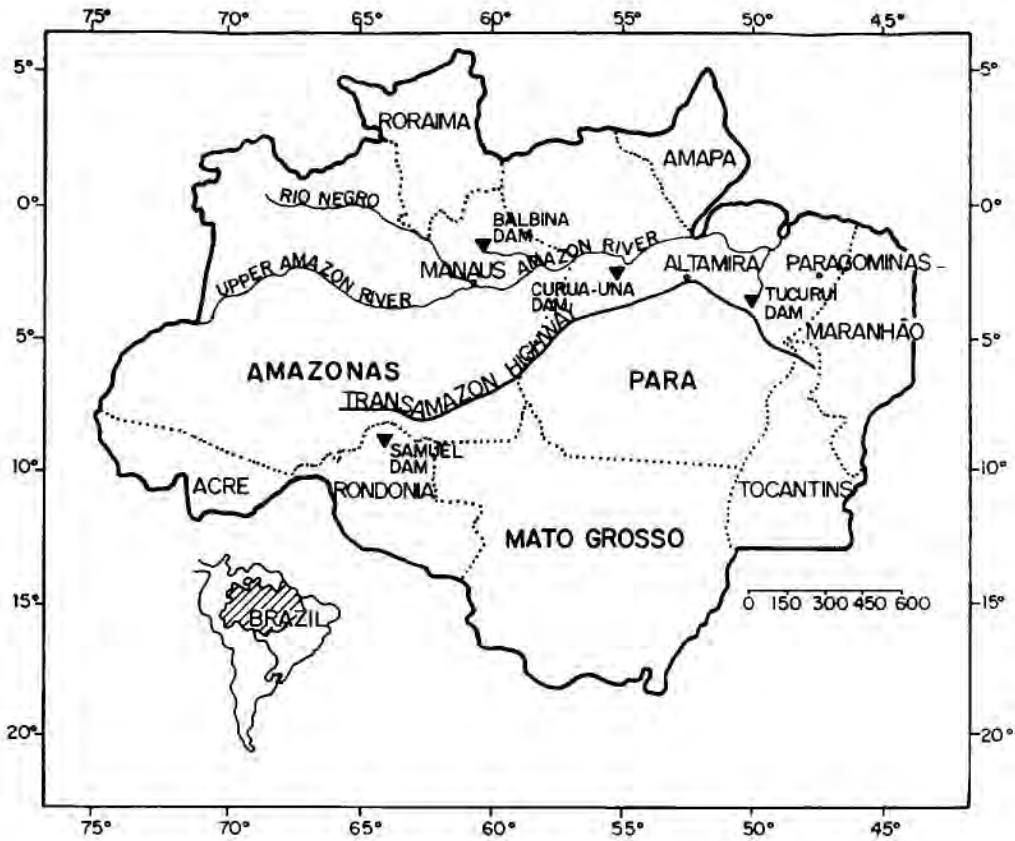 75° 70° 65° 60° 55° 50° 45°
5° 5°
RORAIMA
AMAPA
0° 0°
RIO NEGRO
BALBINA
DAM
UPPER AMAZON RIVER
MANAUS
AMAZON RIVER
ALTAMIRA
PARAGOMINAS
CURUA-UNA
DAM
TUCURUI
DAM
MARANHÃO
5° 5°
AMAZONAS
PARA
TRANSAMAZON HIGHWAY
SAMUEL
DAM
10° 10°
ACRE
RONDONIA
TOCANTINS
MATO GROSSO
0 150 300 450 600
15° 15°
BRAZIL
20° 20°
75° 70° 65° 60° 55° 50° 45°